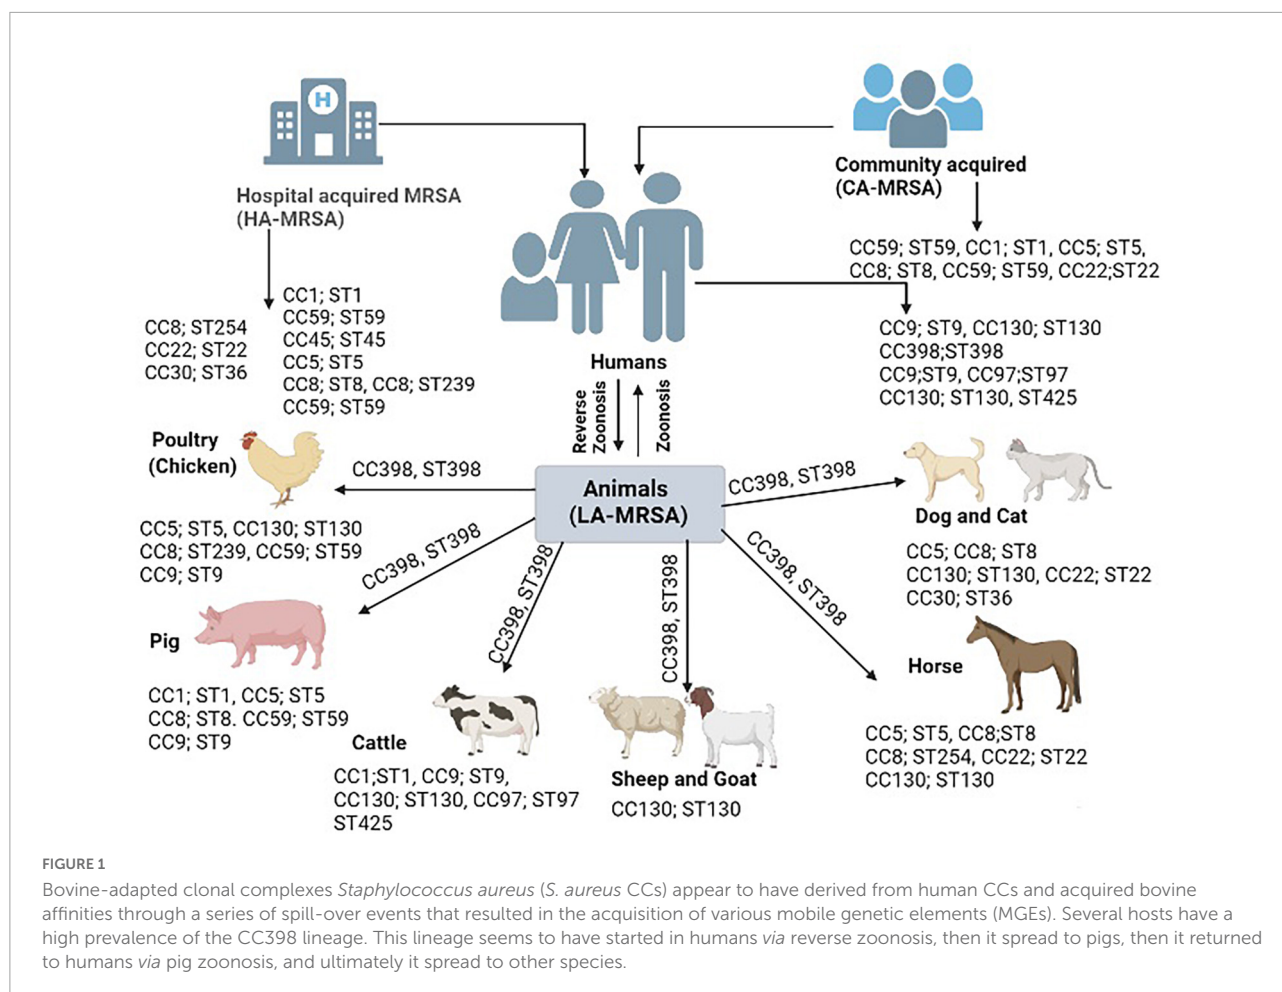 H
Hospital acquired MRSA
(HA-MRSA)
Community acquired
(CA-MRSA)
CC59; ST59, CC1; ST1, CC5; ST5,
CC8; ST8, CC59; ST59, CC22;ST22
CC8; ST254
CC22; ST22
CC30; ST36
CC1; ST1
CC59; ST59
CC45; ST45
CC5; ST5
CC8; ST8, CC8; ST239
CC59; ST59
Humans
CC9; ST9, CC130; ST130
CC398;ST398
CC9;ST9, CC97;ST97
CC130; ST130, ST425
Reverse
Zoonosis
Zoonosis
Poultry
(Chicken)
CC398, ST398
Animals
(LA-MRSA)
CC398, ST398
Dog and Cat
CC5; ST5, CC130; ST130
CC8; ST239, CC59; ST59
CC9; ST9
CC398, ST398
CC398, ST398
CC398, ST398
CC398, ST398
CC5; CC8; ST8
CC130; ST130, CC22; ST22
CC30; ST36
Pig
CC1; ST1, CC5; ST5
CC8; ST8. CC59; ST59
CC9; ST9
Horse
CC5; ST5, CC8;ST8
CC8; ST254, CC22; ST22
CC130; ST130
Cattle
CC1;ST1, CC9; ST9,
CC130; ST130, CC97; ST97
ST425
Sheep and Goat
CC130; ST130
FIGURE 1
Bovine-adapted clonal complexes Staphylococcus aureus (S. aureus CCs) appear to have derived from human CCs and acquired bovine
affinities through a series of spill-over events that resulted in the acquisition of various mobile genetic elements (MGEs). Several hosts have a
high prevalence of the CC398 lineage. This lineage seems to have started in humans via reverse zoonosis, then it spread to pigs, then it returned
to humans via pig zoonosis, and ultimately it spread to other species.